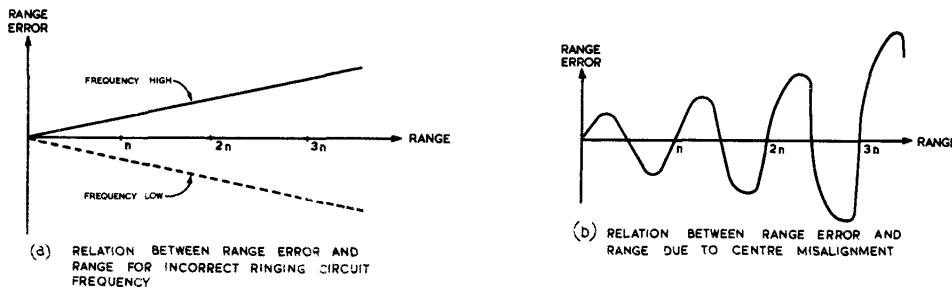 RANGE
ERROR
FREQUENCY HIGH
RANGE
n
2n
3n
FREQUENCY LOW
(a) RELATION BETWEEN RANGE ERROR AND
RANGE FOR INCORRECT RINGING CIRCUIT
FREQUENCY
RANGE
ERROR
RANGE
n
2n
3n
(b) RELATION BETWEEN RANGE ERROR AND
RANGE DUE TO CENTRE MISALIGNMENT